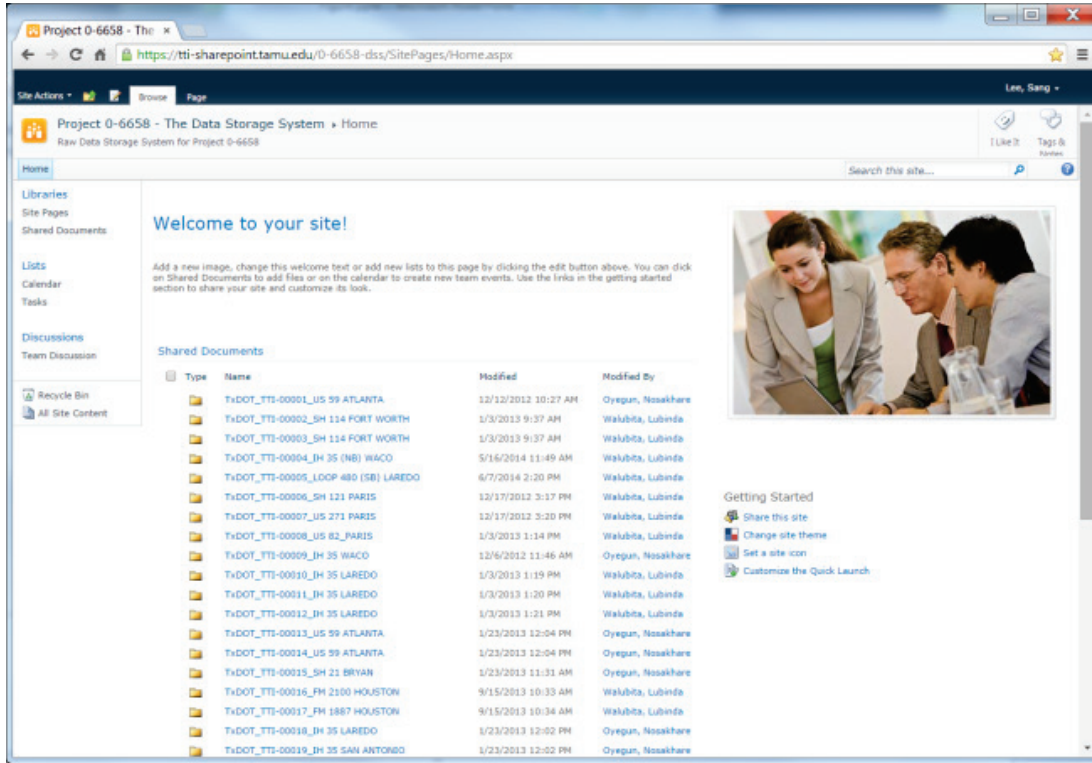 Project 0-6658 - The
https://tti-sharepoint.tamu.edu/0-6658-dss/SitePages/Home.aspx
Site Actions Browse Page Lee, Sang
Project 0-6658 - The Data Storage System Home
Raw Data Storage System for Project 0-6658
I Like It Tags &
Notes
Home Search this site...
Libraries
Site Pages
Shared Documents
Lists
Calendar
Tasks
Discussions
Team Discussion
Recycle Bin
All Site Content
Welcome to your site!
Add a new image, change this welcome text or add new lists to this page by clicking the edit button above. You can click
on Shared Documents to add files or on the calendar to create new team events. Use the links in the getting started
section to share your site and customize its look.
Shared Documents
Type Name Modified Modified By
TxDOT_TTI-00001_US 59 ATLANTA 12/12/2012 10:27 AM Oyegun, Nosakhare
TxDOT_TTI-00002_SH 114 FORT WORTH 1/3/2013 9:37 AM Walubita, Lubinda
TxDOT_TTI-00003_SH 114 FORT WORTH 1/3/2013 9:37 AM Walubita, Lubinda
TxDOT_TTI-00004_IH 35 (NB) WACO 5/16/2014 11:49 AM Walubita, Lubinda
TxDOT_TTI-00005_LOOP 480 (SB) LAREDO 6/7/2014 2:20 PM Walubita, Lubinda
TxDOT_TTI-00006_SH 121 PARIS 12/17/2012 3:17 PM Walubita, Lubinda
TxDOT_TTI-00007_US 271 PARIS 12/17/2012 3:20 PM Walubita, Lubinda
TxDOT_TTI-00008_US 82_PARIS 1/3/2013 1:14 PM Walubita, Lubinda
TxDOT_TTI-00009_IH 35 WACO 12/6/2012 11:46 AM Oyegun, Nosakhare
TxDOT_TTI-00010_IH 35 LAREDO 1/3/2013 1:19 PM Walubita, Lubinda
TxDOT_TTI-00011_IH 35 LAREDO 1/3/2013 1:20 PM Walubita, Lubinda
TxDOT_TTI-00012_IH 35 LAREDO 1/3/2013 1:21 PM Walubita, Lubinda
TxDOT_TTI-00013_US 59 ATLANTA 1/23/2013 12:04 PM Oyegun, Nosakhare
TxDOT_TTI-00014_US 59 ATLANTA 1/23/2013 12:04 PM Oyegun, Nosakhare
TxDOT_TTI-00015_SH 21 BRYAN 1/23/2013 11:31 AM Oyegun, Nosakhare
TxDOT_TTI-00016_FM 2100 HOUSTON 9/15/2013 10:33 AM Walubita, Lubinda
TxDOT_TTI-00017_FM 1887 HOUSTON 9/15/2013 10:34 AM Walubita, Lubinda
TxDOT_TTI-00018_IH 35 LAREDO 1/23/2013 12:02 PM Oyegun, Nosakhare
TxDOT_TTI-00019_IH 35 SAN ANTONIO 1/23/2013 12:02 PM Oyegun, Nosakhare
Getting Started
Share this site
Change site theme
Set a site icon
Customize the Quick Launch